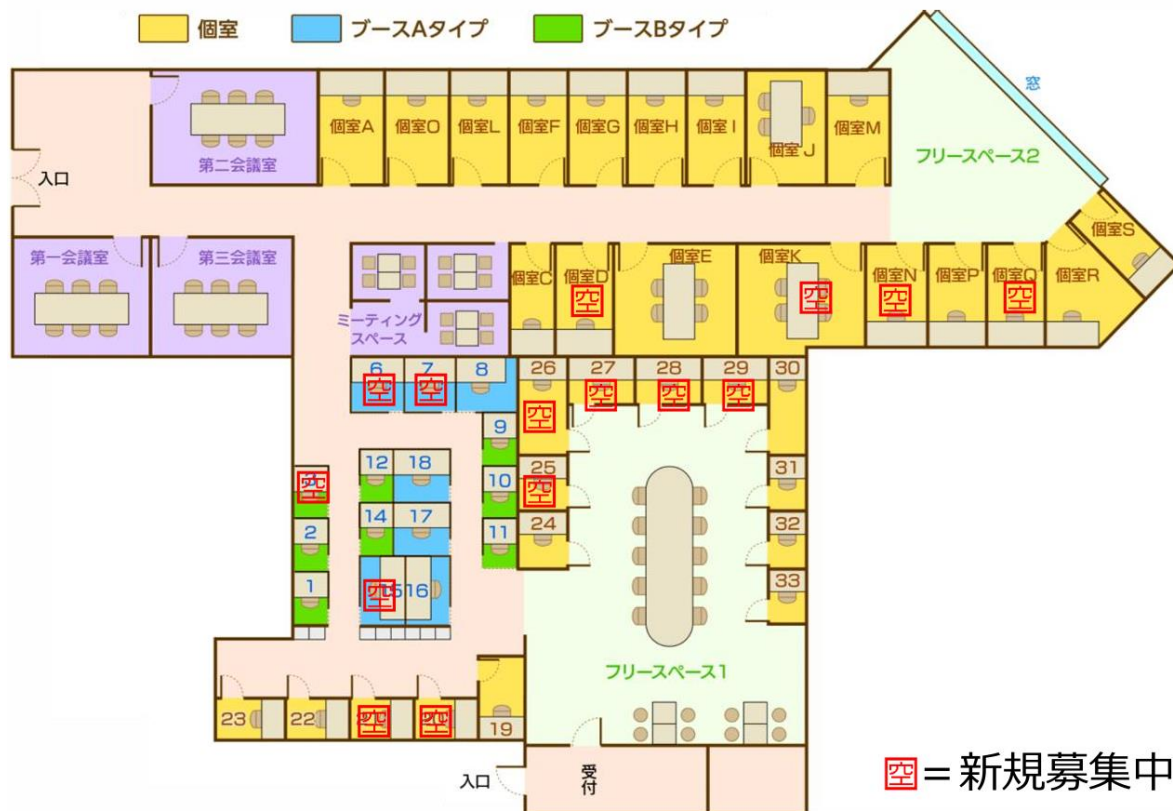 個室
ブースAタイプ
ブースBタイプ
窓
入口
第二会議室
個室A
個室O
個室L
個室F
個室G
個室H
個室I
個室J
個室M
フリースペース2
個室S
第一会議室
第三会議室
ミーティング
スペース
個室C
個室D
空
個室E
個室K
空
個室N
空
個室P
個室Q
空
個室R
6
空
7
空
8
26
空
27
空
28
空
29
空
30
9
12
18
10
25
空
31
空
2
14
17
11
24
32
1
空
15
16
33
フリースペース1
23
22
空
空
19
入口
受付
空=新規募集中